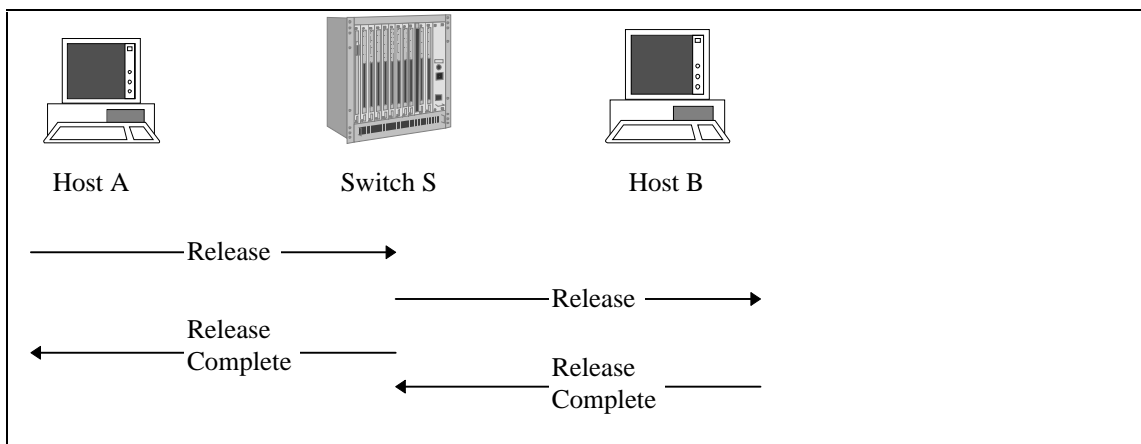 Host A
Switch S
Host B
Release
Release
Release
Complete
Release
Complete